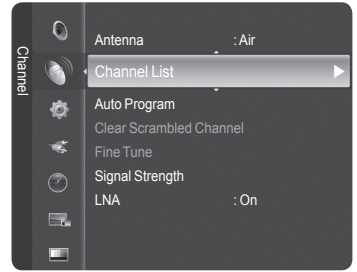 Channel
Antenna : Air
Channel List
Auto Program
Clear Scrambled Channel
Fine Tune
Signal Strength
LNA : On